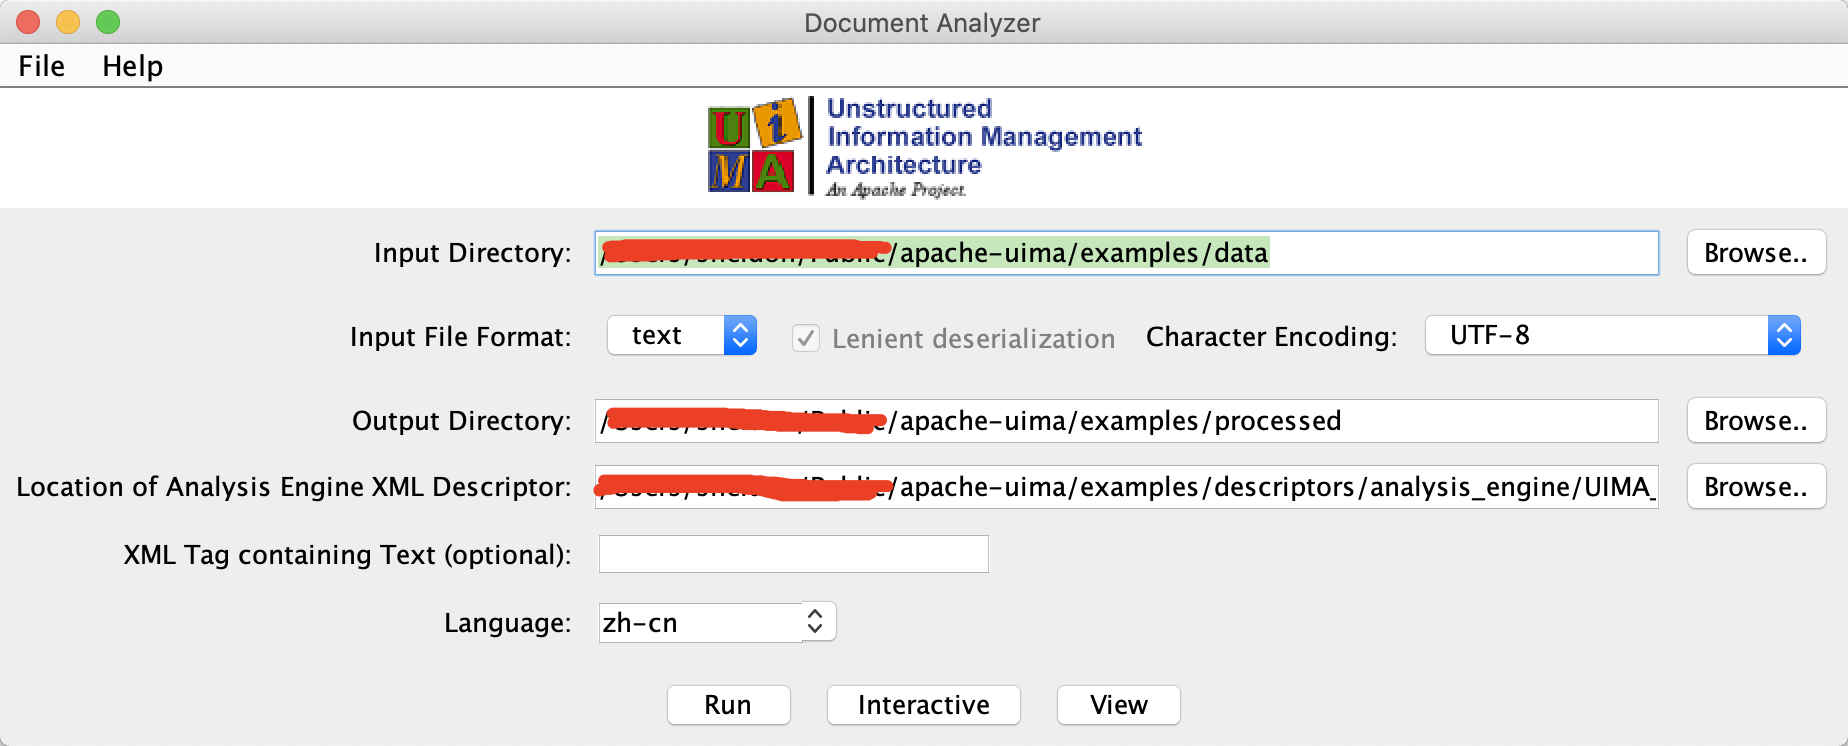 Document Analyzer
File Help
UiMA
Unstructured
Information Management
Architecture
An Apache Project.
Input Directory: /apache-uima/examples/data Browse..
Input File Format: text Lenient deserialization Character Encoding: UTF-8
Output Directory: /apache-uima/examples/processed Browse..
Location of Analysis Engine XML Descriptor: /apache-uima/examples/descriptors/analysis_engine/UIMA_ Browse..
XML Tag containing Text (optional):
Language: zh-cn
Run Interactive View